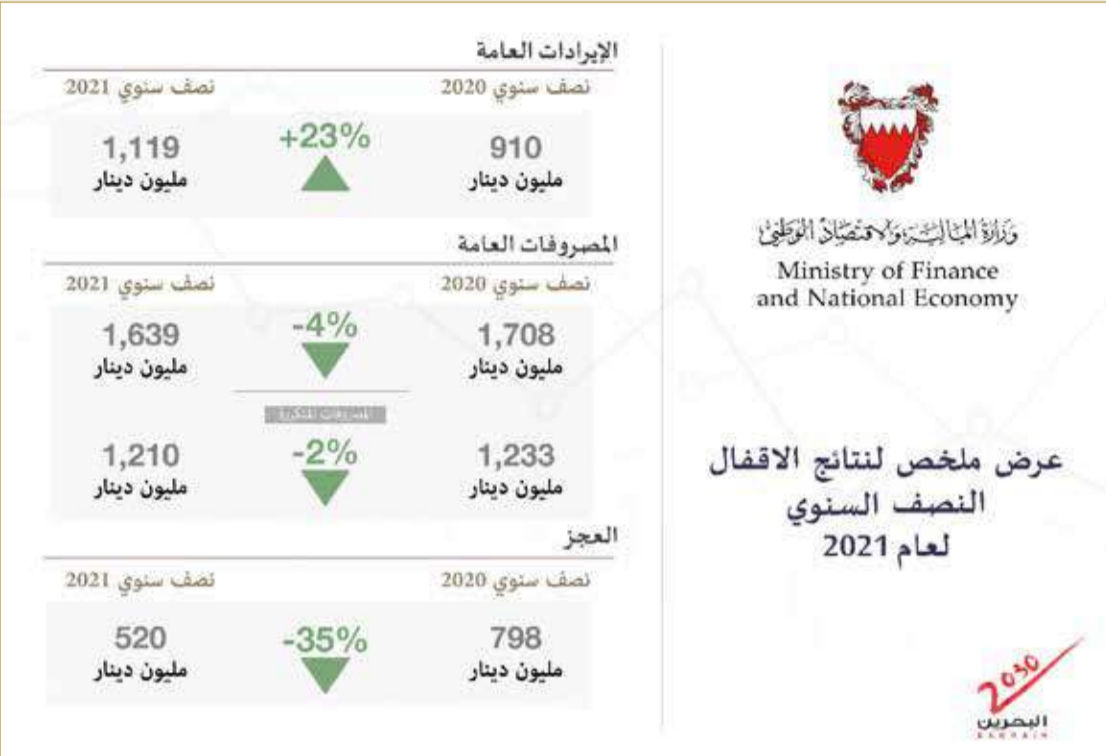 وزارة المالية والاقتصاد الوطني
Ministry of Finance
and National Economy
عرض ملخص لنتائج الاقفال
النصف السنوي
لعام 2021
2030
البحرين
BAHRAIN
الإيرادات العامة
نصف سنوي 2020
نصف سنوي 2021
910
+23%
1,119
مليون دينار
مليون دينار
المصروفات العامة
نصف سنوي 2020
نصف سنوي 2021
1,708
-4%
1,639
مليون دينار
مليون دينار
المصروفات المتكررة
1,233
-2%
1,210
مليون دينار
مليون دينار
العجز
نصف سنوي 2020
نصف سنوي 2021
798
-35%
520
مليون دينار
مليون دينار